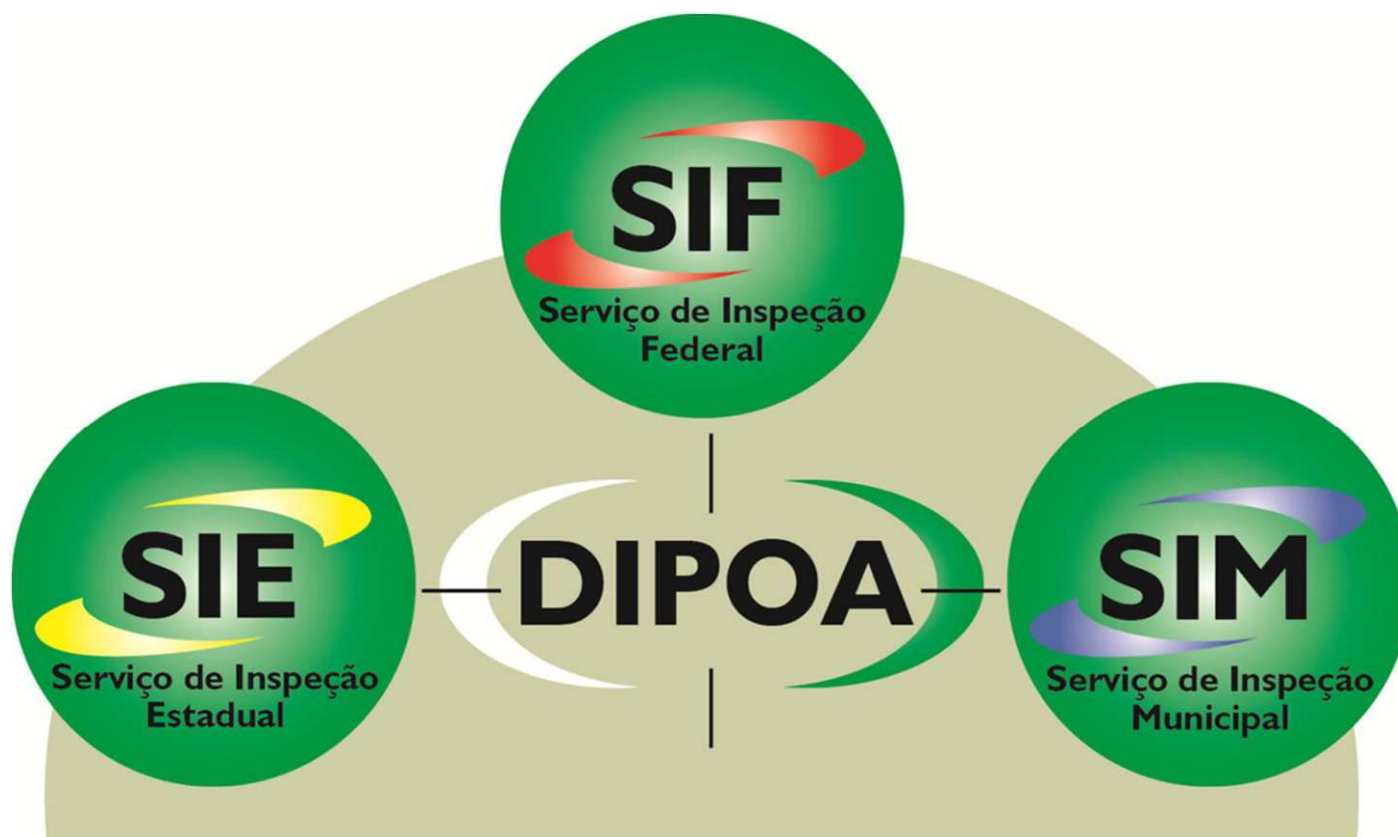 SIF
Serviço de Inspeção
Federal
SIE
Serviço de Inspeção
Estadual
DIPOA
SIM
Serviço de Inspeção
Municipal